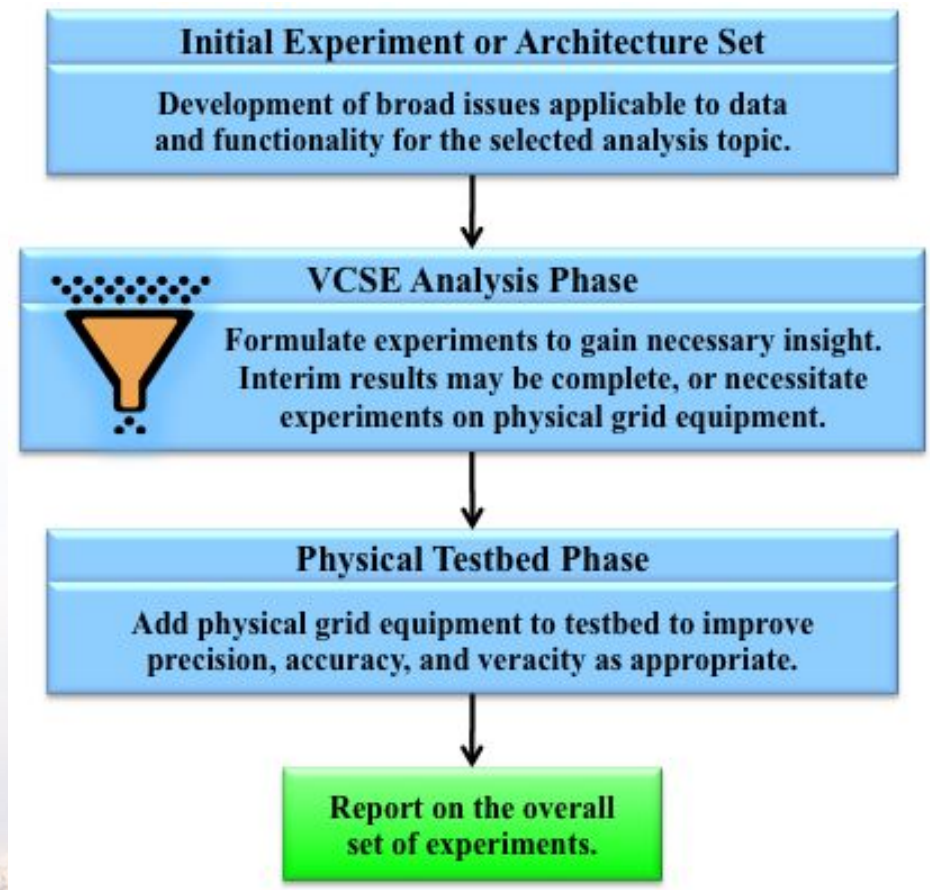 Initial Experiment or Architecture Set
Development of broad issues applicable to data
and functionality for the selected analysis topic.
VCSE Analysis Phase
Formulate experiments to gain necessary insight.
Interim results may be complete, or necessitate
experiments on physical grid equipment.
Physical Testbed Phase
Add physical grid equipment to testbed to improve
precision, accuracy, and veracity as appropriate.
Report on the overall
set of experiments.